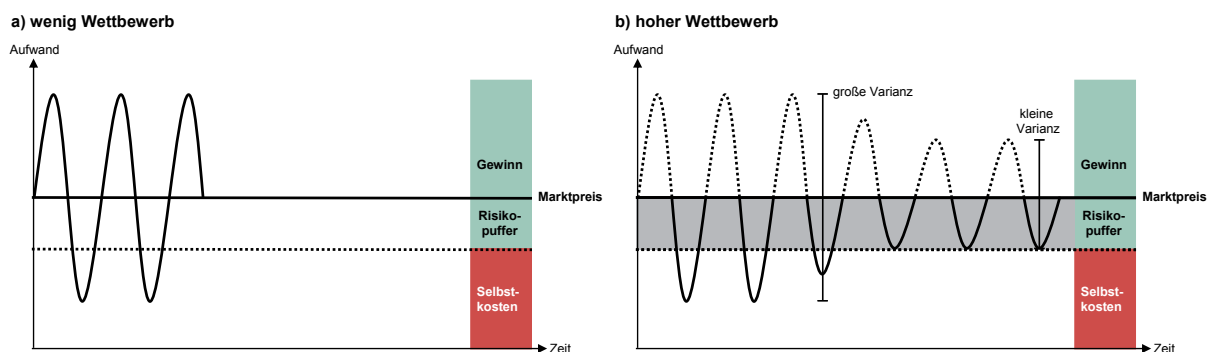 a) wenig Wettbewerb
Aufwand
Gewinn
Marktpreis
Risiko-
puffer
Selbst-
kosten
Zeit
b) hoher Wettbewerb
Aufwand
große Varianz
kleine
Varianz
Gewinn
Marktpreis
Risiko-
puffer
Selbst-
kosten
Zeit